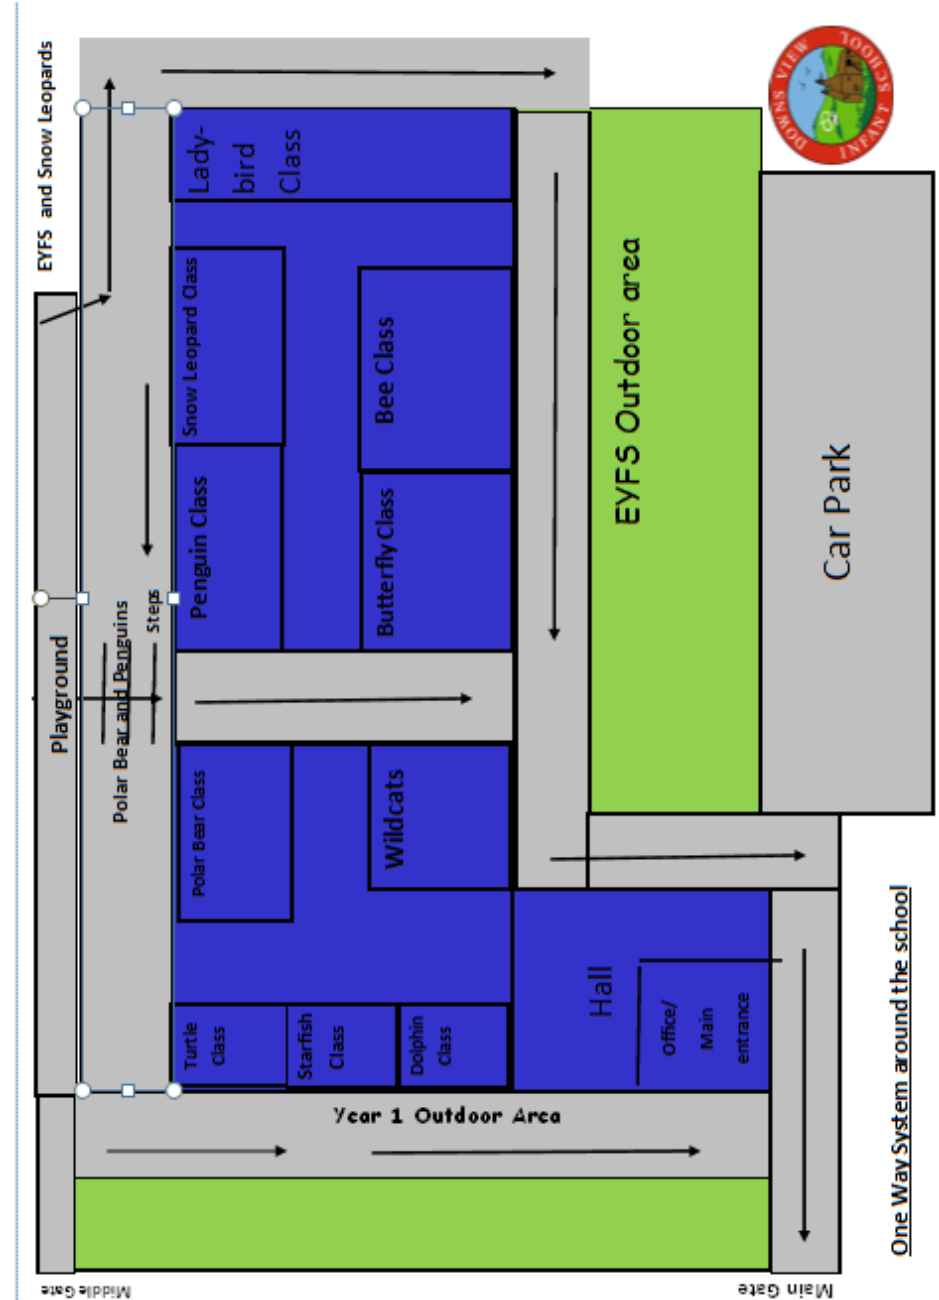 EYFS and Snow Leopards
DOWNS VIEW
INFANT SCHOOL
Lady-
bird
Class
Snow Leopard Class
Bee Class
EYFS Outdoor area
Car Park
Penguin Class
Butterfly Class
Steps
Polar Bear and Penguins
Playground
Polar Bear Class
Wildcats
Hall
Office/
Main
entrance
Turtle
Class
Starfish
Class
Dolphin
Class
Year 1 Outdoor Area
One Way System around the school
Middle Gate
Main Gate